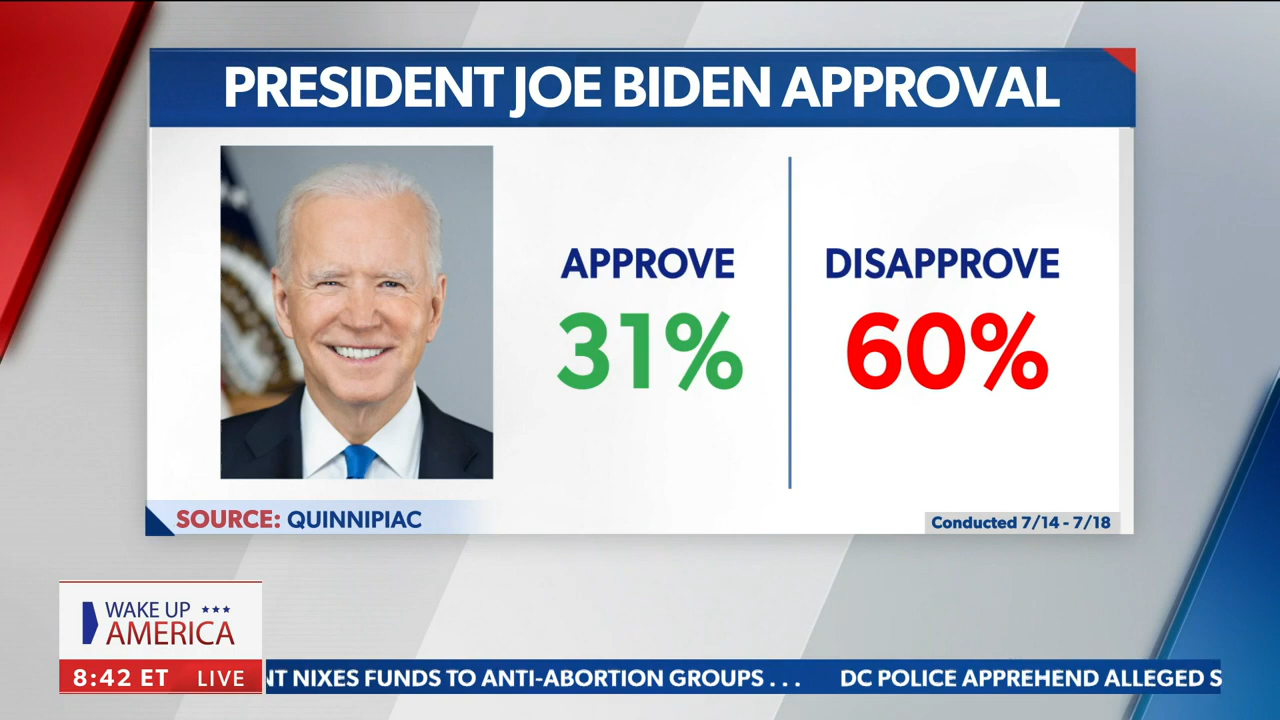 PRESIDENT JOE BIDEN APPROVAL
APPROVE
31%
DISAPPROVE
60%
SOURCE: QUINNIPIAC
Conducted 7/14 - 7/18
WAKE UP
AMERICA
8:42 ET LIVE
NT NIXES FUNDS TO ANTI-ABORTION GROUPS . . . DC POLICE APPREHEND ALLEGED S